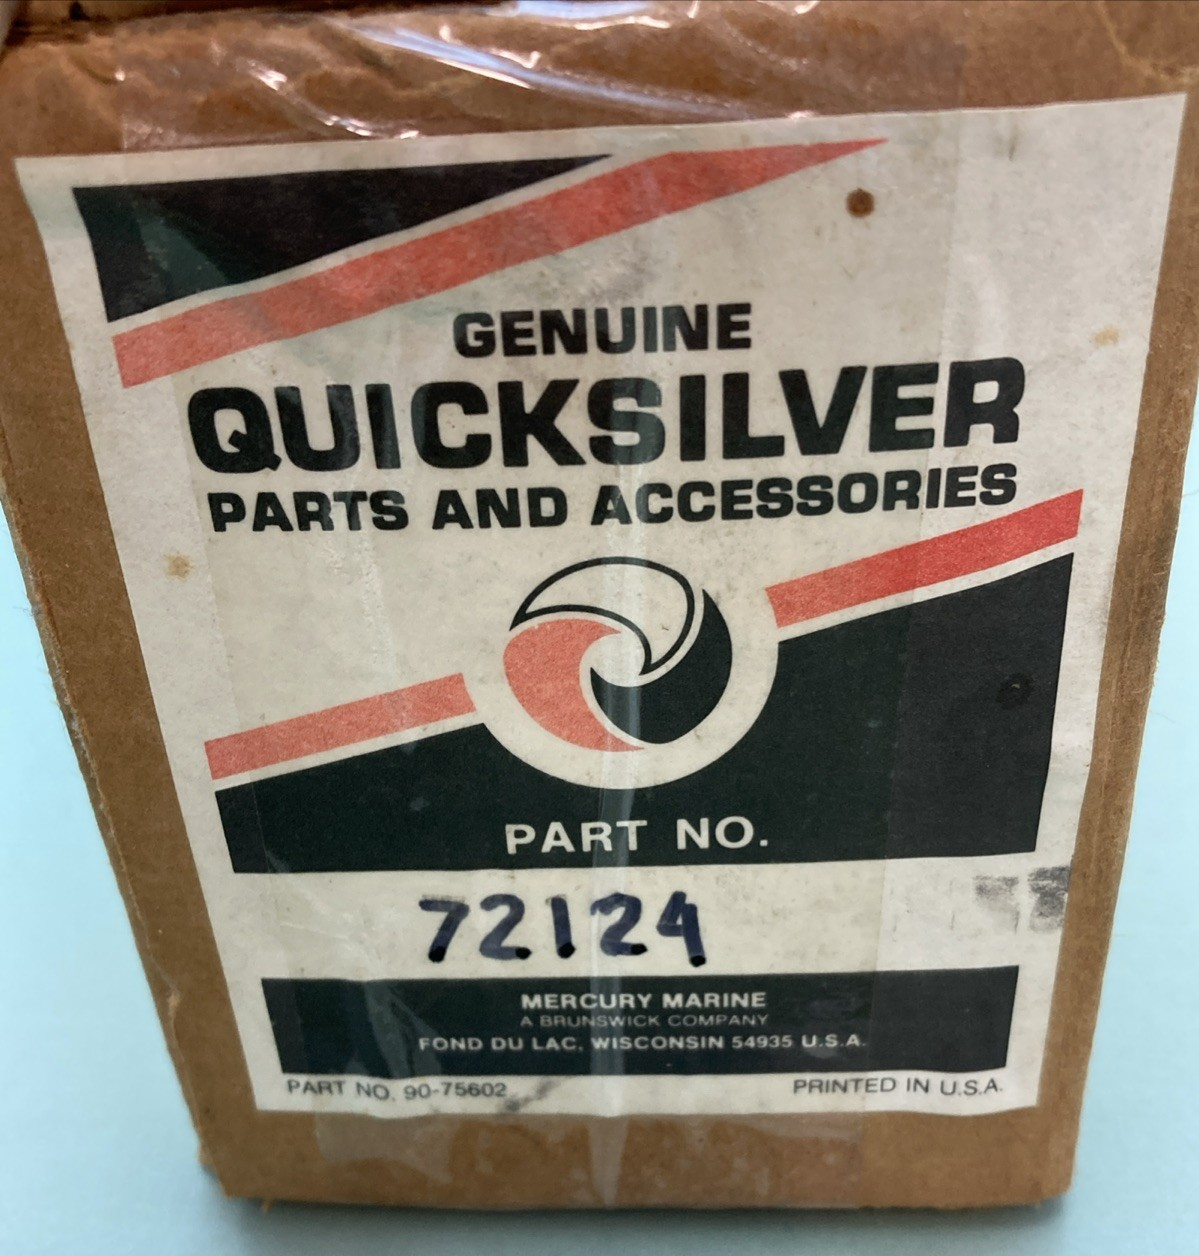 GENUINE
QUICKSILVER
PARTS AND ACCESSORIES
PART NO.
72124
MERCURY MARINE
A BRUNSWICK COMPANY
FOND DU LAC, WISCONSIN 54935 U.S.A.
PART NO. 90-75602
PRINTED IN U.S.A.